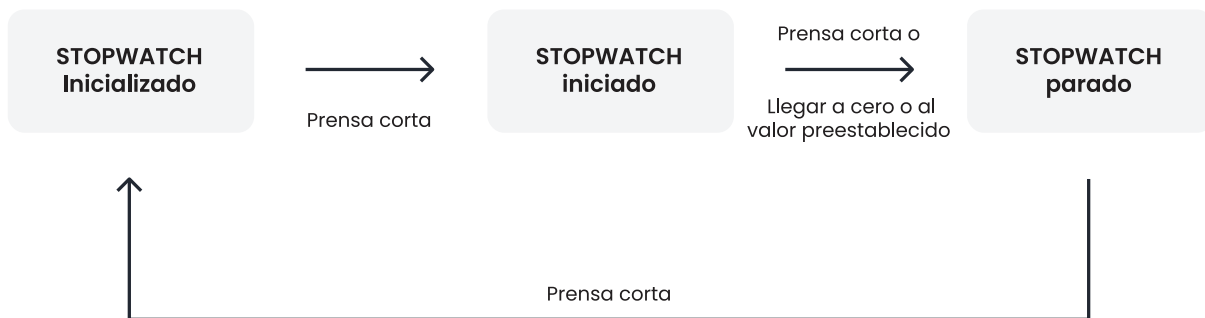 STOPWATCH
Inicializado
Prensa corta
STOPWATCH
iniciado
Prensa corta o
Llegar a cero o al
valor preestablecido
STOPWATCH
parado
Prensa corta